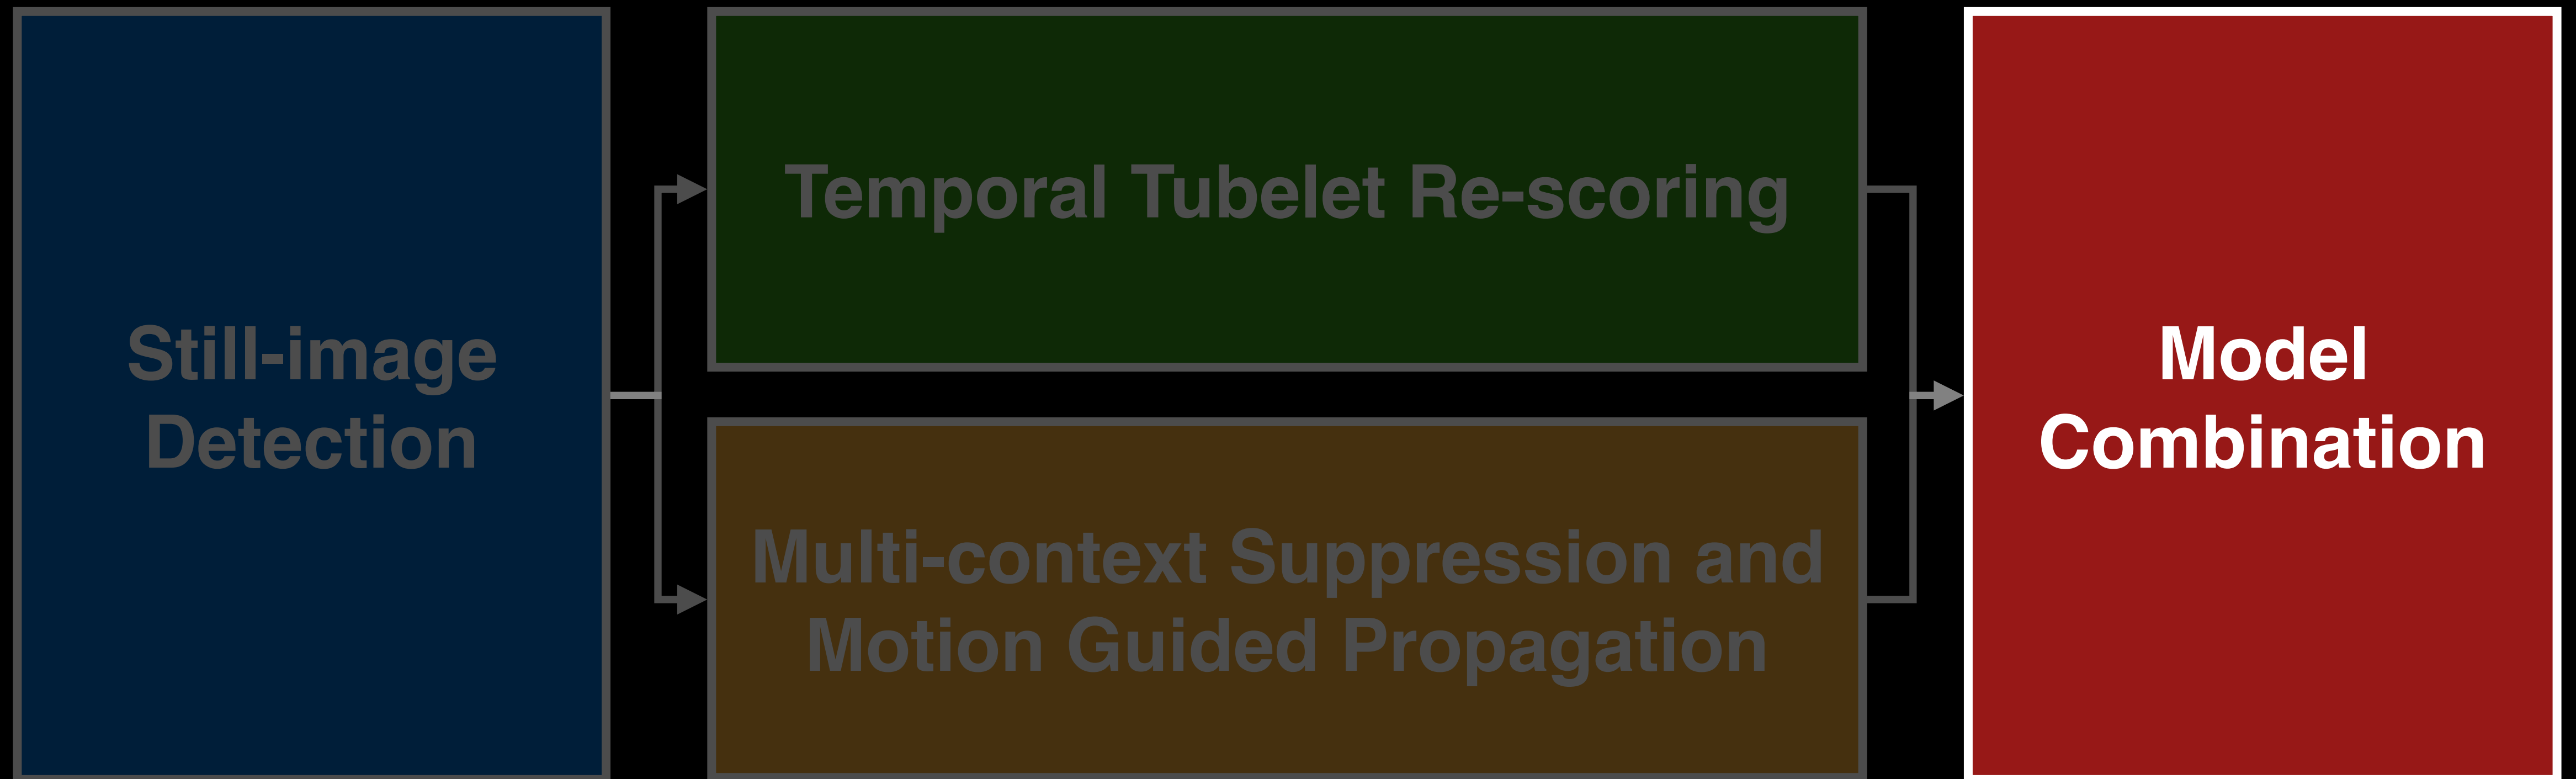 Still-image
Detection
Temporal Tubelet Re-scoring
Multi-context Suppression and
Motion Guided Propagation
Model
Combination